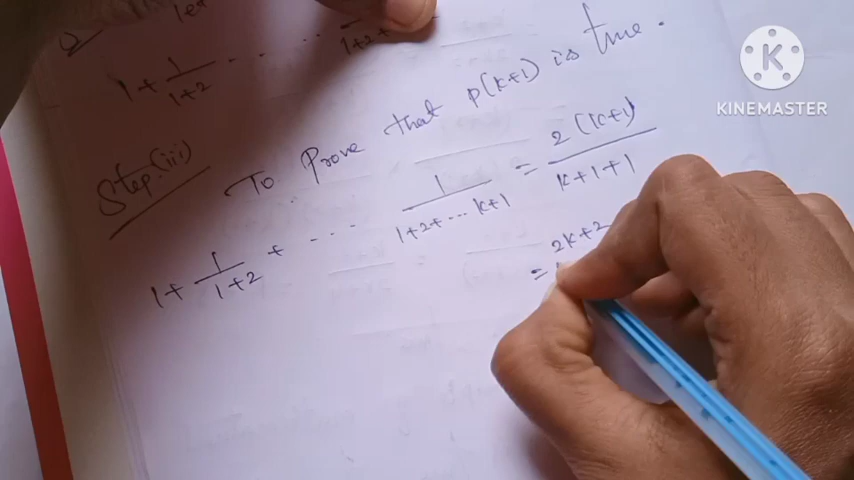 1 + 1/(1+2) ... 
Step (iii)
To Prove that p(k+1) is true.
1 + 1/(1+2) + ... 1/(1+2+... k+1) = 2(k+1)/(k+1+1)
= 2k+2
K
KINEMASTER